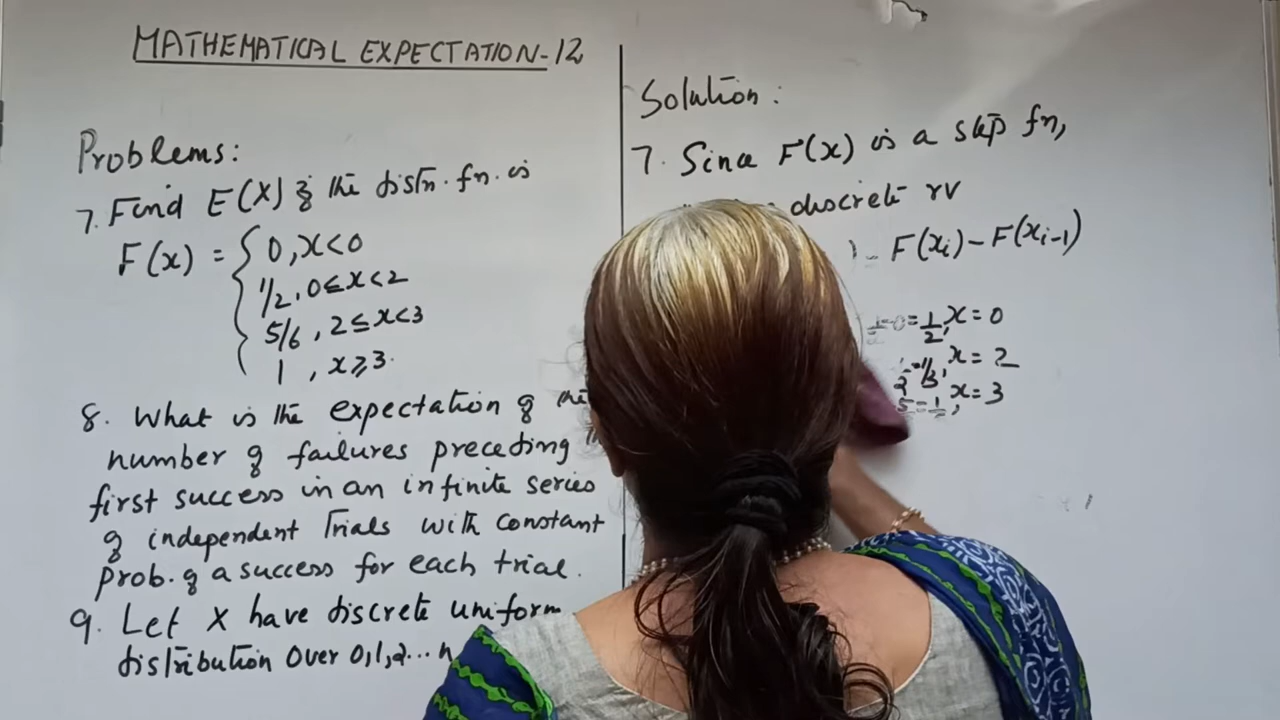 MATHEMATICAL EXPECTATION-12
Problems:
7. Find E(X) if the distn. fn. is
F(x) = { 0, x<0
1/2, 0≤x<2
5/6, 2≤x<3
1, x≥3.
8. What is the expectation of the
number of failures preceding
first success in an infinite series
of independent Trials with constant
prob. of a success for each trial.
9. Let X have discrete uniform
distribution over 0,1,2...n
Solution:
7. Since F(x) is a step fn,
discrete rv
) = F(xi) - F(xi-1)
-0 = 1/2, x=0
1/3, x=2
, x=3